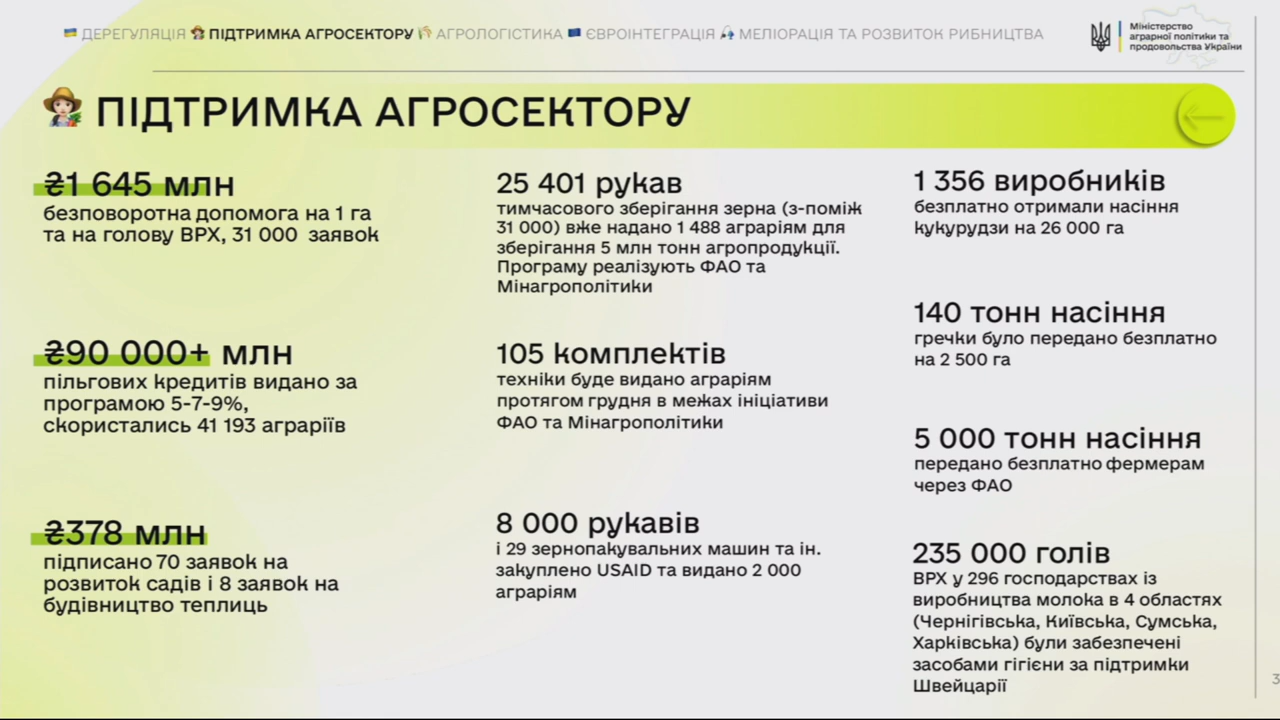 ДЕРЕГУЛЯЦІЯ ПІДТРИМКА АГРОСЕКТОРУ АГРОЛОГІСТИКА ЄВРОІНТЕГРАЦІЯ МЕЛІОРАЦІЯ ТА РОЗВИТОК РИБНИЦТВА
Міністерство
аграрної політики та
продовольства України
ПІДТРИМКА АГРОСЕКТОРУ
₴1 645 млн
безповоротна допомога на 1 га
та на голову ВРХ, 31 000 заявок
₴90 000+ млн
пільгових кредитів видано за
програмою 5-7-9%,
скористались 41 193 аграріїв
₴378 млн
підписано 70 заявок на
розвиток садів і 8 заявок на
будівництво теплиць
25 401 рукав
тимчасового зберігання зерна (з-поміж
31 000) вже надано 1 488 аграріям для
зберігання 5 млн тонн агропродукції.
Програму реалізують ФАО та
Мінагрополітики
105 комплектів
техніки буде видано аграріям
протягом грудня в межах ініціативи
ФАО та Мінагрополітики
8 000 рукавів
і 29 зернопакувальних машин та ін.
закуплено USAID та видано 2 000
аграріям
1 356 виробників
безплатно отримали насіння
кукурудзи на 26 000 га
140 тонн насіння
гречки було передано безплатно
на 2 500 га
5 000 тонн насіння
передано безплатно фермерам
через ФАО
235 000 голів
ВРХ у 296 господарствах із
виробництва молока в 4 областях
(Чернігівська, Київська, Сумська,
Харківська) були забезпечені
засобами гігієни за підтримки
Швейцарії
3